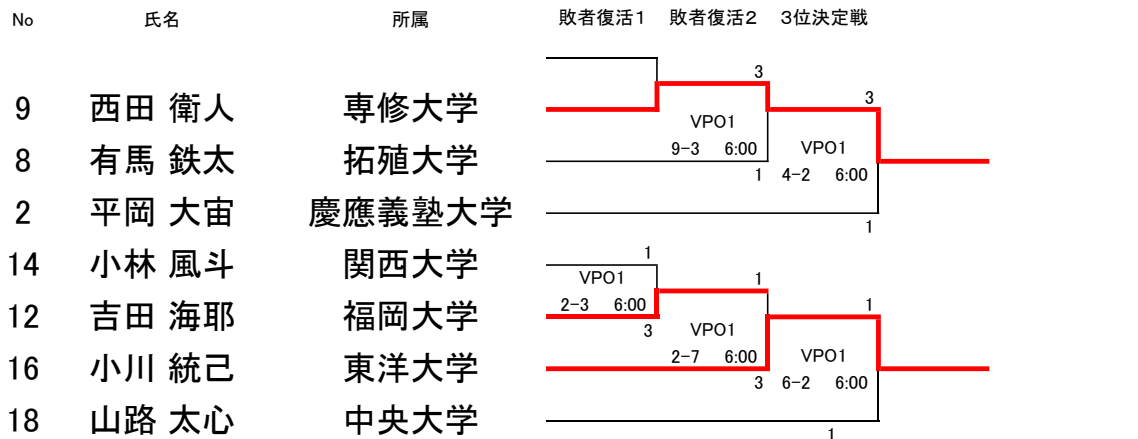 No 氏名 所属 敗者復活1 敗者復活2 3位決定戦
3
9 西田 衛人 専修大学 3
VPO1
9-3 6:00 VPO1
8 有馬 鉄太 拓殖大学
1 4-2 6:00
2 平岡 大宙 慶應義塾大学
1
14 小林 風斗 関西大学 1
VPO1 1
2-3 6:00 1
12 吉田 海耶 福岡大学
3 VPO1
2-7 6:00 VPO1
16 小川 統己 東洋大学
3 6-2 6:00
18 山路 太心 中央大学
1